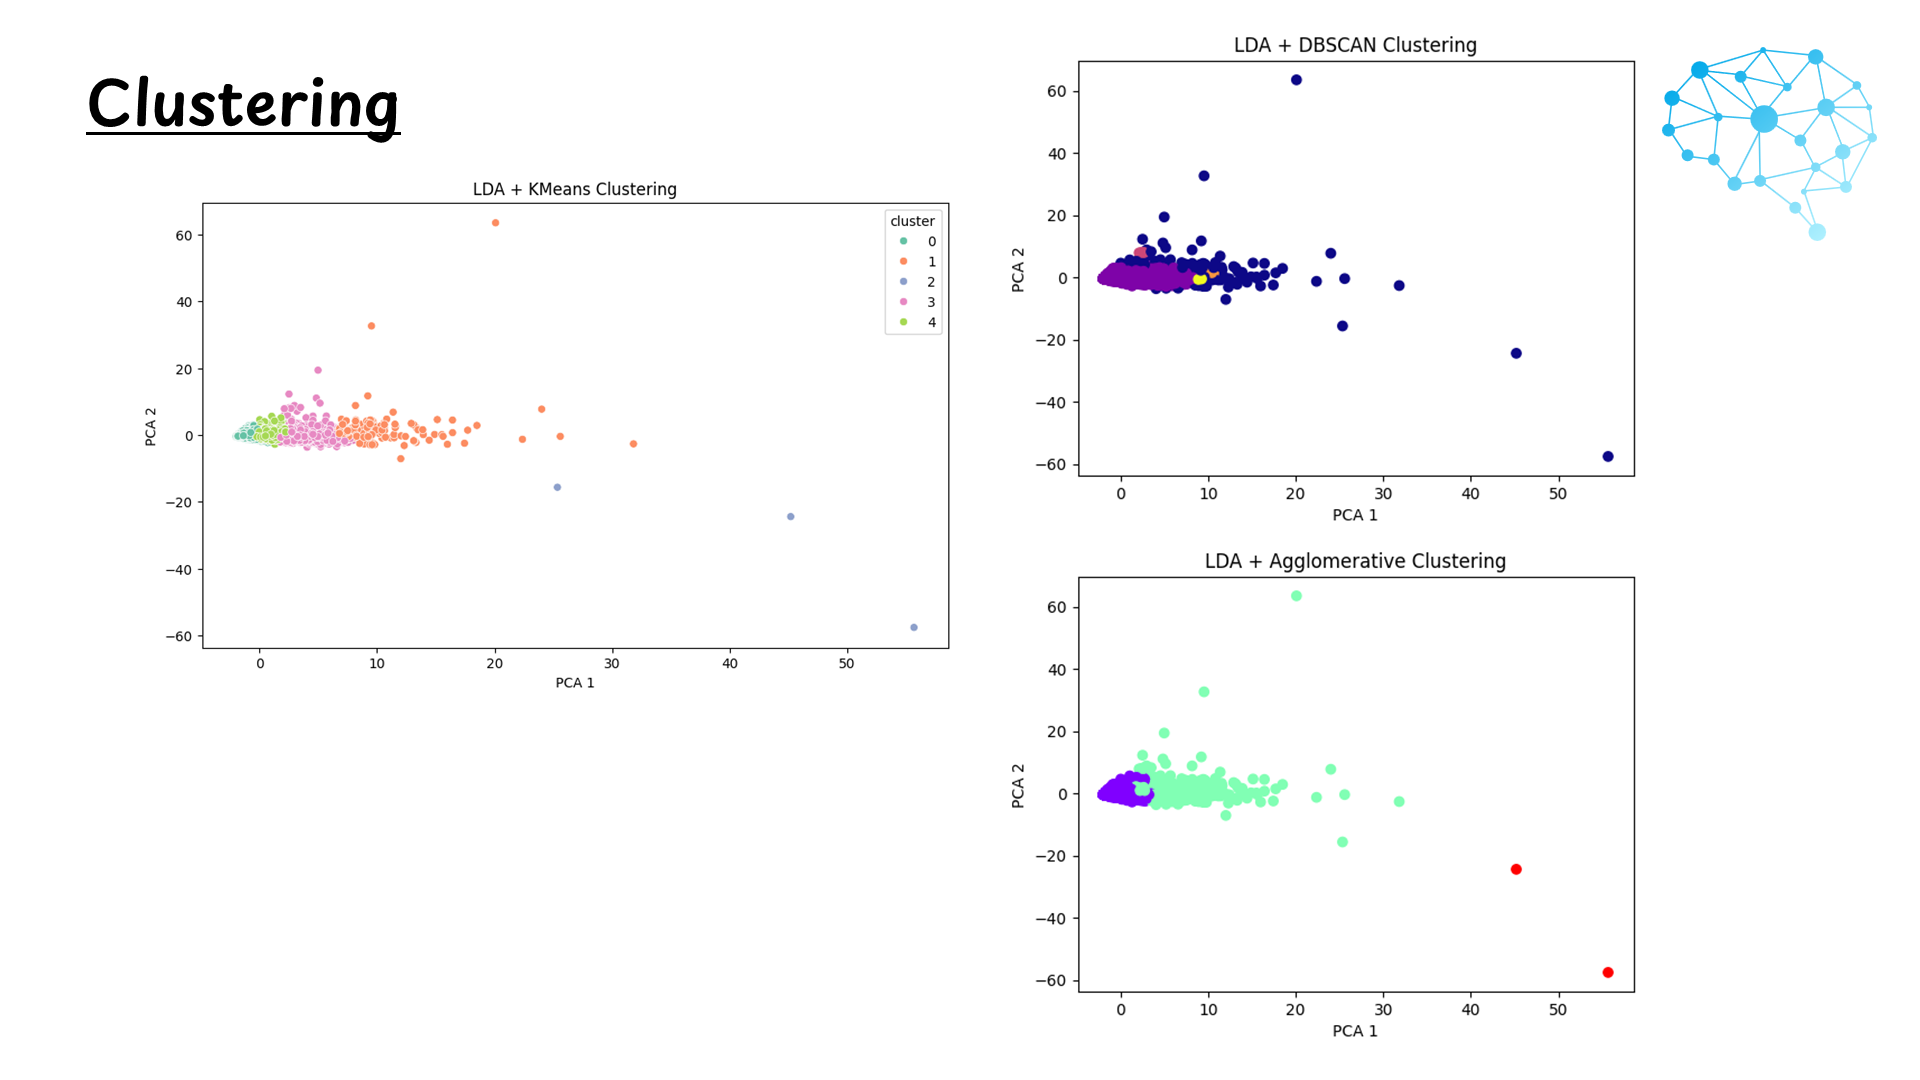 Clustering
LDA + KMeans Clustering
cluster
0
1
2
3
4
60
40
20
0
−20
−40
−60
PCA 2
0 10 20 30 40 50
PCA 1
LDA + DBSCAN Clustering
60
40
20
0
−20
−40
−60
PCA 2
0 10 20 30 40 50
PCA 1
LDA + Agglomerative Clustering
60
40
20
0
−20
−40
−60
PCA 2
0 10 20 30 40 50
PCA 1